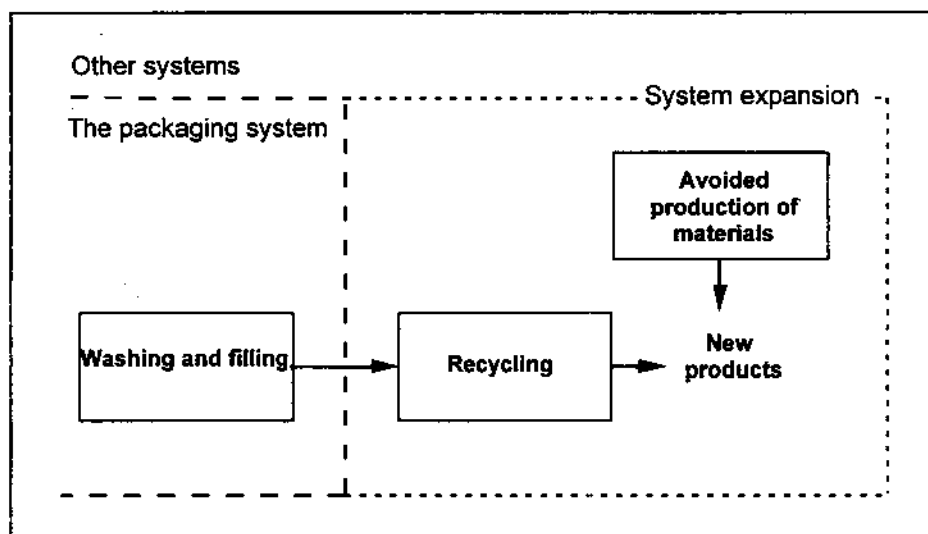 Other systems
System expansion
The packaging system
Avoided
production of
materials
Washing and filling
Recycling
New
products